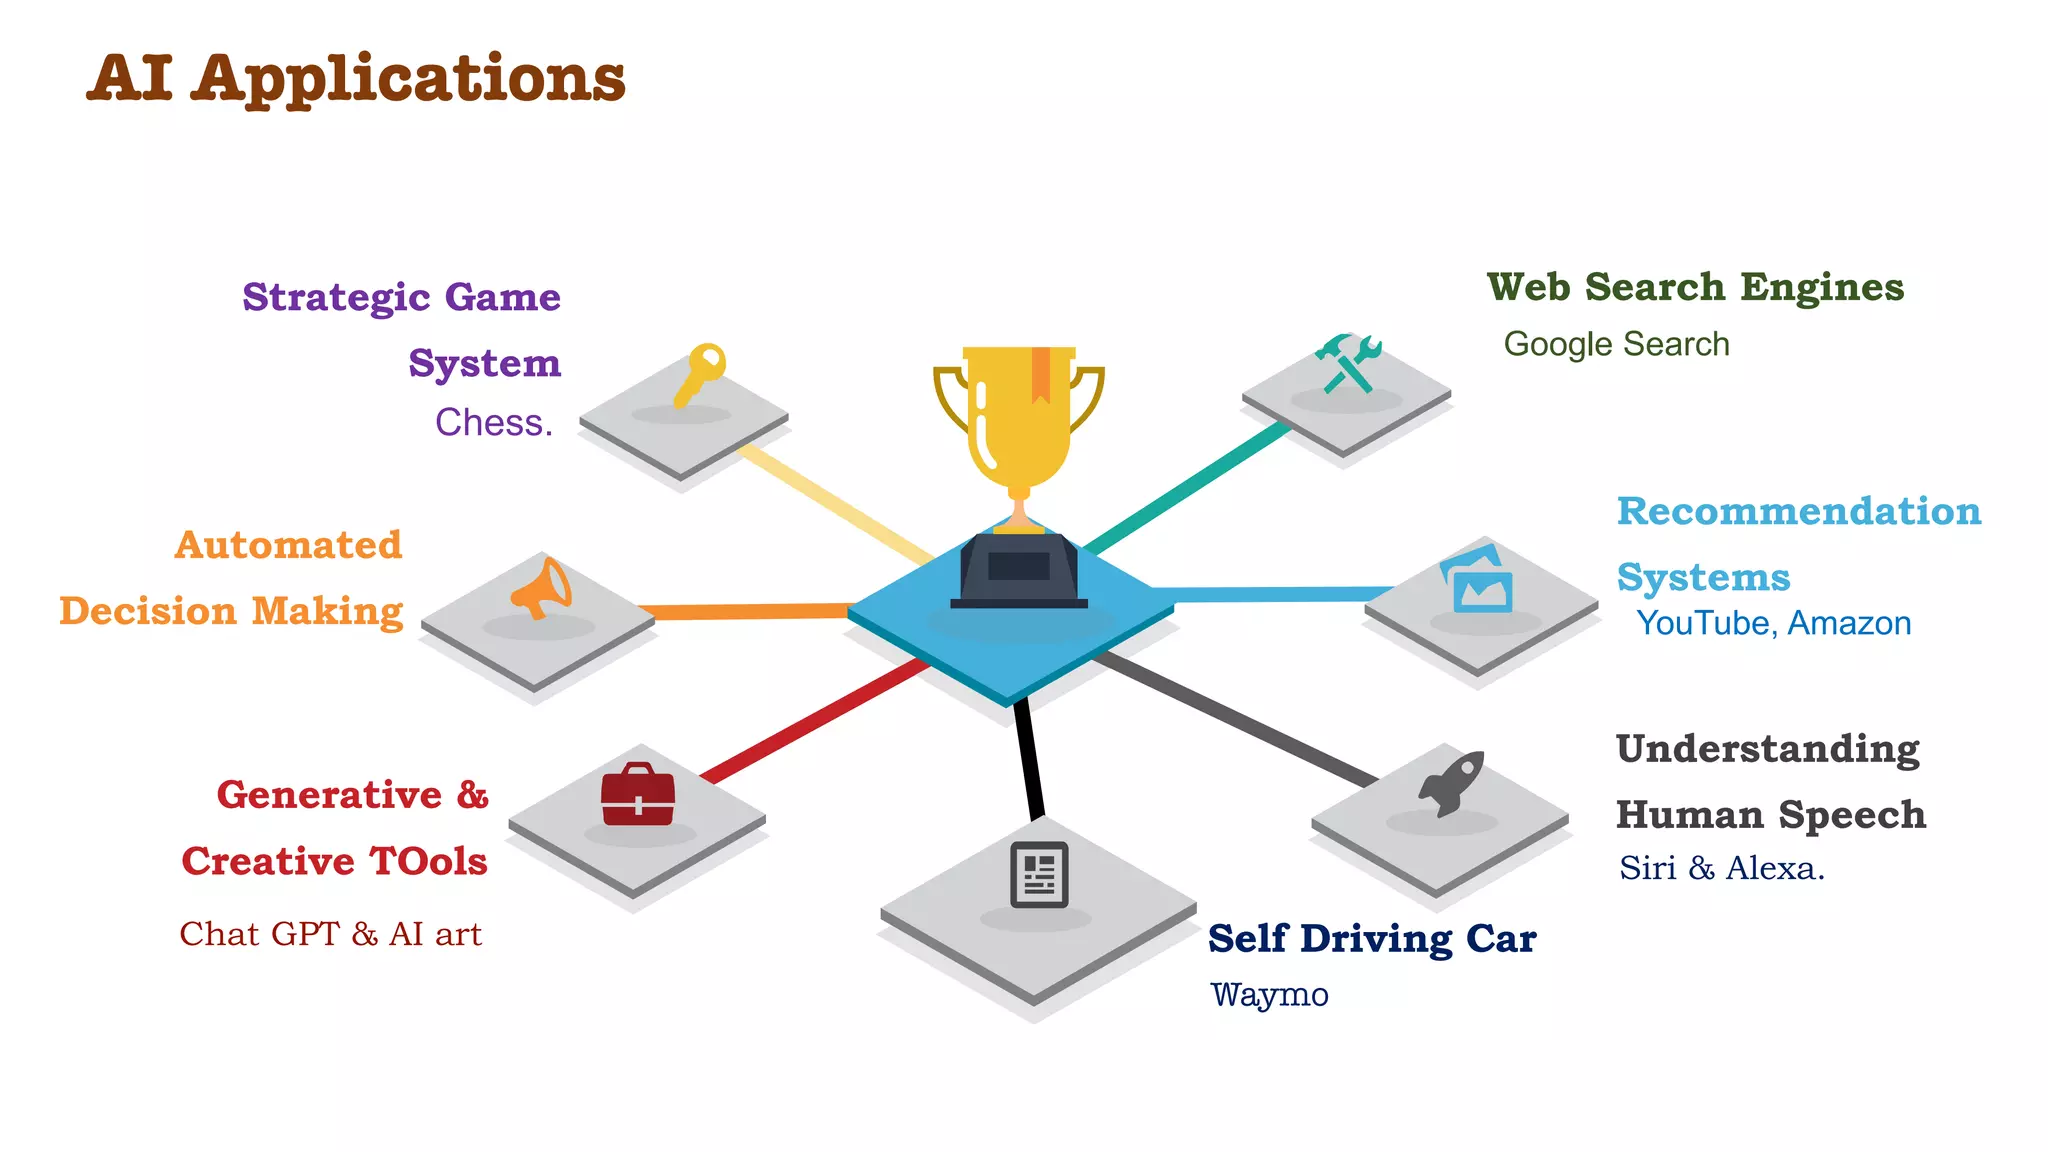 AI Applications
Strategic Game
System
Chess.
Automated
Decision Making
Generative &
Creative TOols
Chat GPT & AI art
Web Search Engines
Google Search
Recommendation
Systems
YouTube, Amazon
Understanding
Human Speech
Siri & Alexa.
Self Driving Car
Waymo